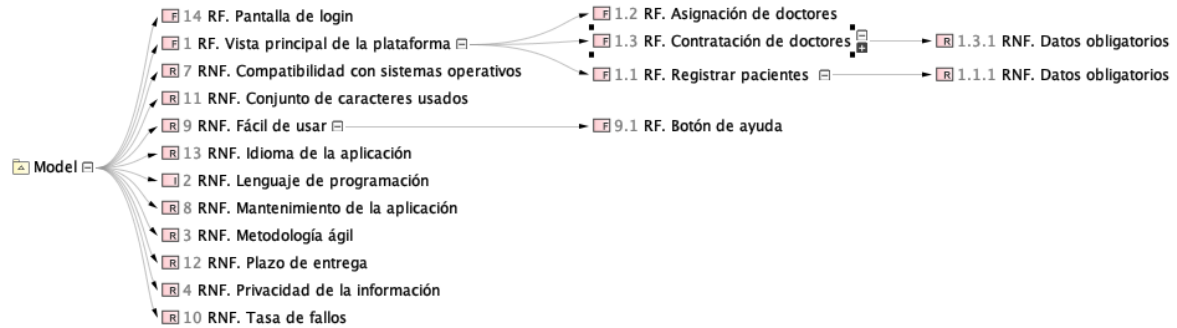 F 14 RF. Pantalla de login
F 1.2 RF. Asignación de doctores
F 1 RF. Vista principal de la plataforma
F 1.3 RF. Contratación de doctores
R 1.3.1 RNF. Datos obligatorios
R 7 RNF. Compatibilidad con sistemas operativos
F 1.1 RF. Registrar pacientes
R 1.1.1 RNF. Datos obligatorios
R 11 RNF. Conjunto de caracteres usados
R 9 RNF. Fácil de usar
F 9.1 RF. Botón de ayuda
R 13 RNF. Idioma de la aplicación
Model
I 2 RNF. Lenguaje de programación
R 8 RNF. Mantenimiento de la aplicación
R 3 RNF. Metodología ágil
R 12 RNF. Plazo de entrega
R 4 RNF. Privacidad de la información
R 10 RNF. Tasa de fallos